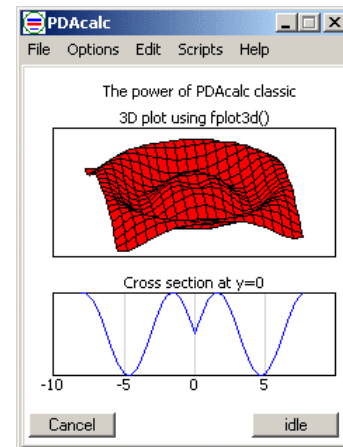 PDAcalc
File Options Edit Scripts Help
The power of PDAcalc classic
3D plot using fplot3d()
Cross section at y=0
-10 -5 0 5
Cancel idle